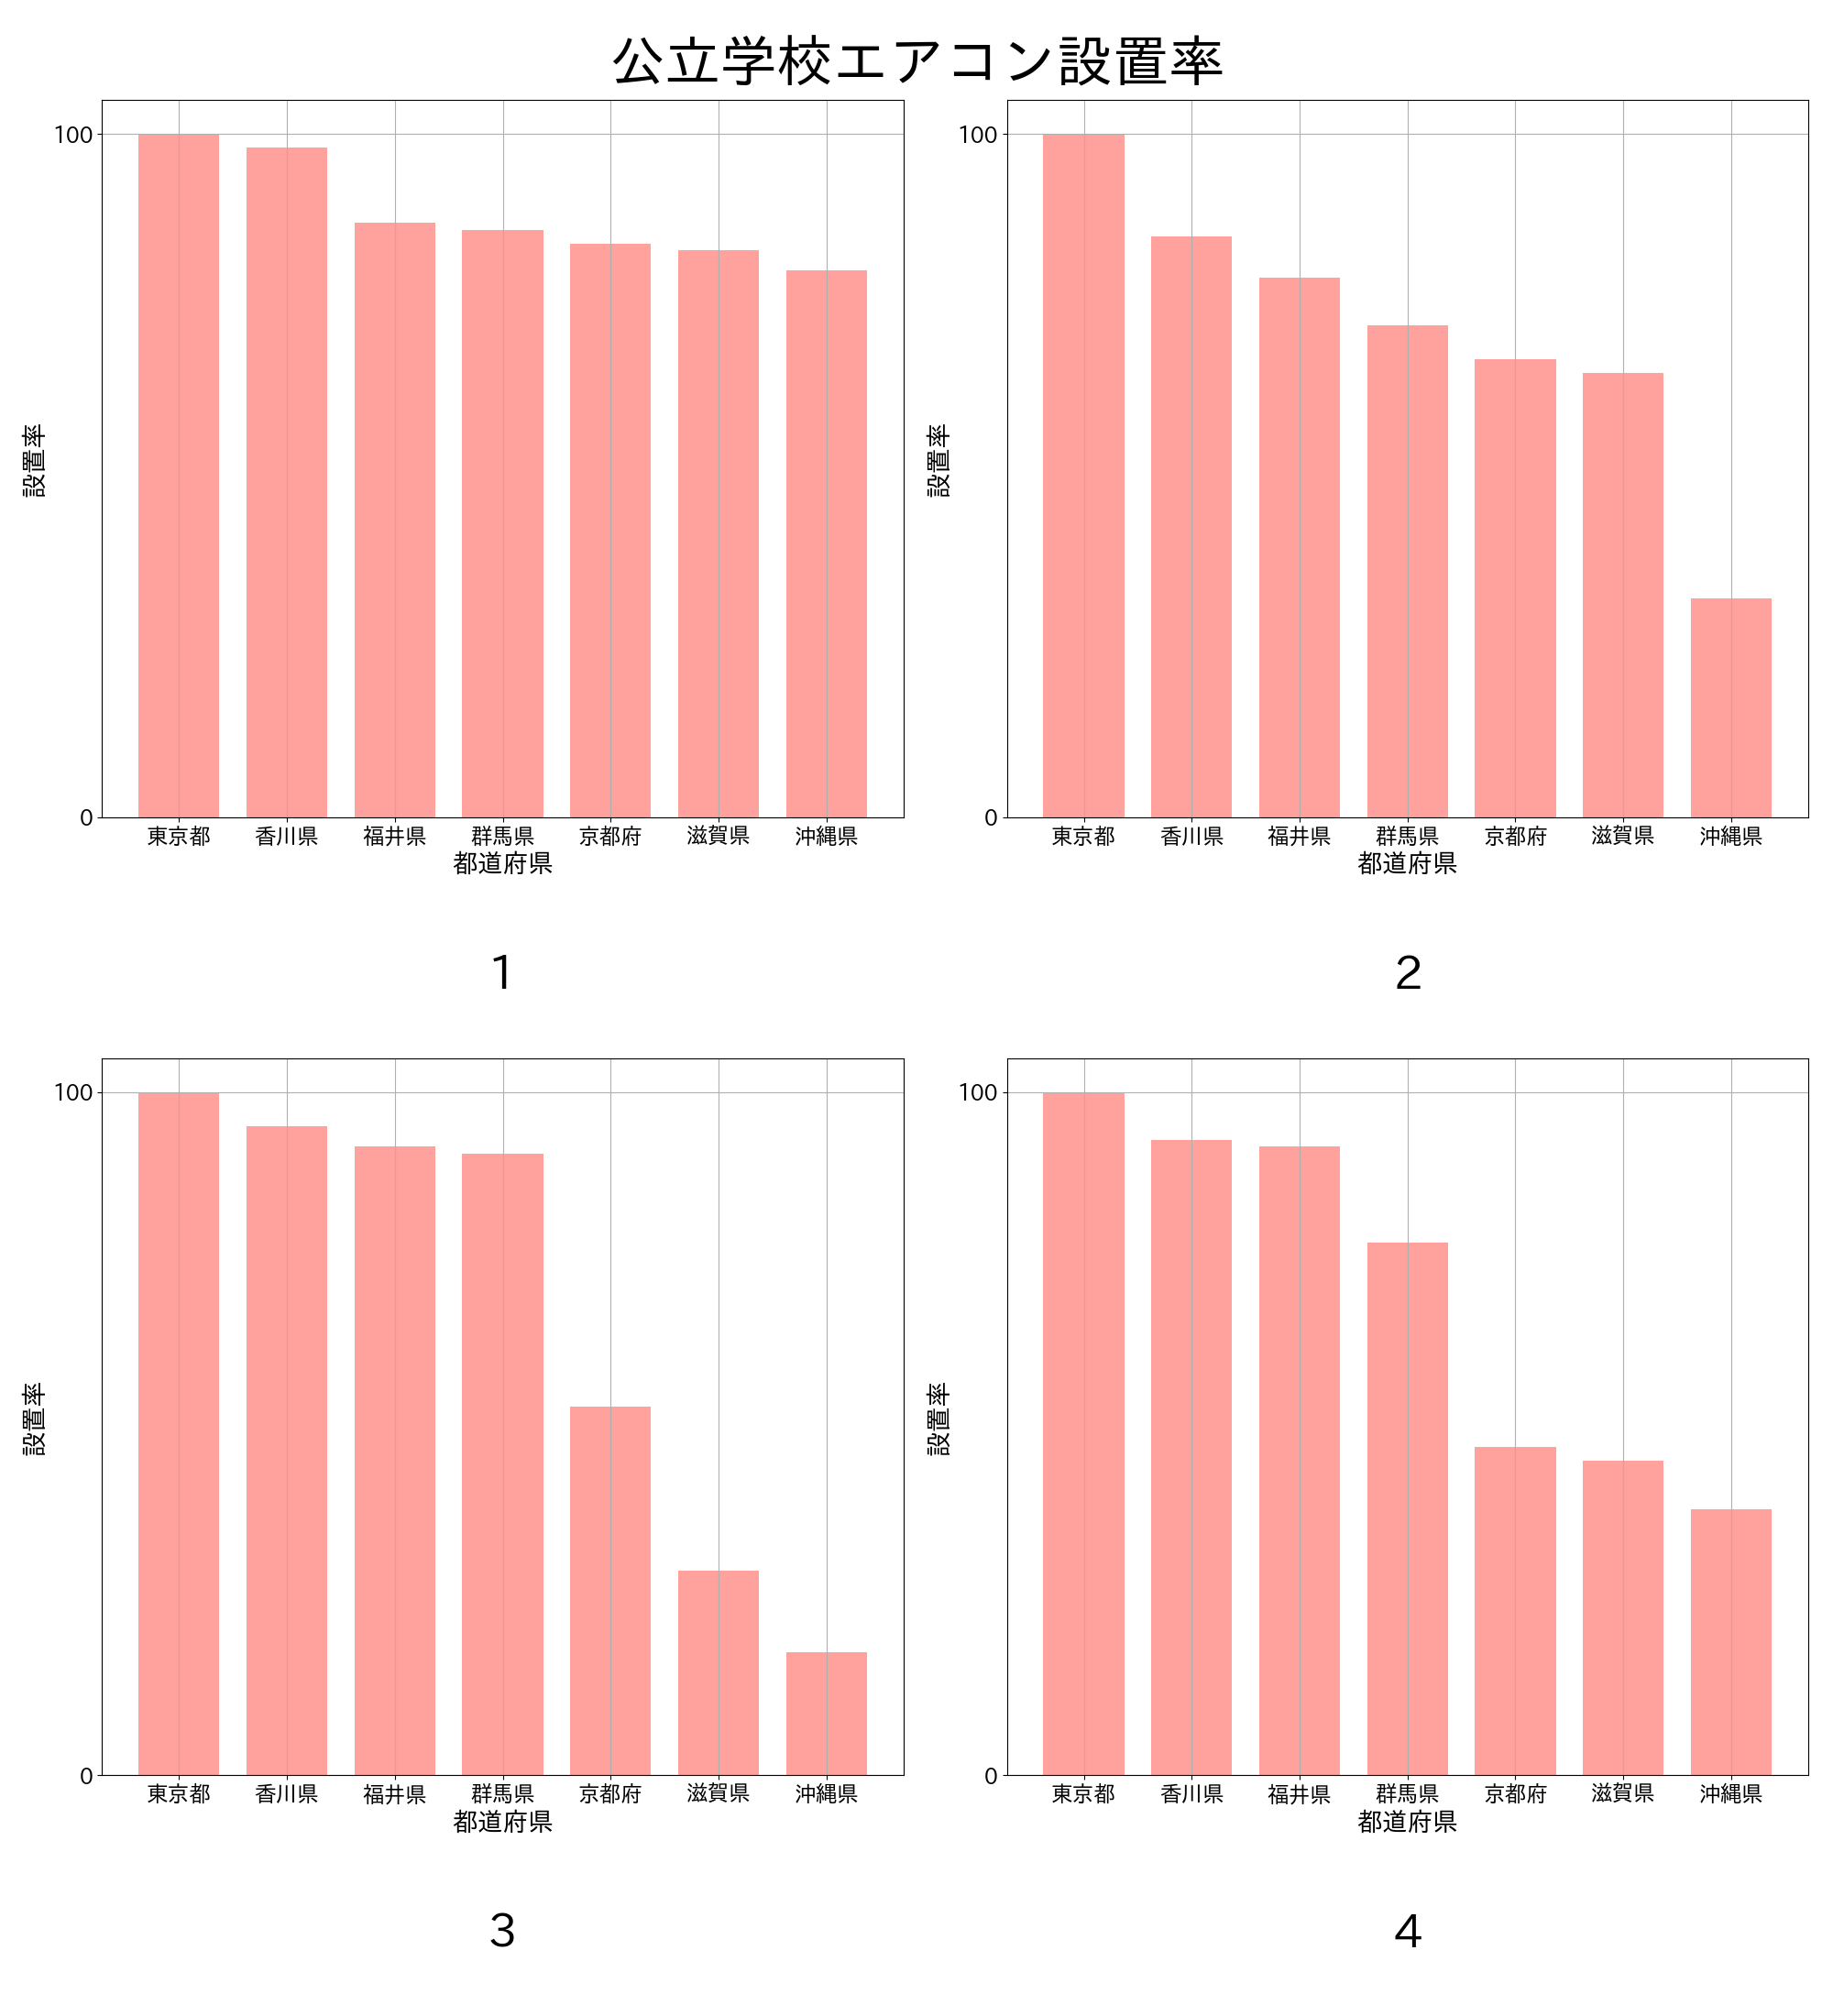 公立学校エアコン設置率
100
0
設置率
東京都 香川県 福井県 群馬県 京都府 滋賀県 沖縄県
都道府県
1
100
0
設置率
東京都 香川県 福井県 群馬県 京都府 滋賀県 沖縄県
都道府県
2
100
0
設置率
東京都 香川県 福井県 群馬県 京都府 滋賀県 沖縄県
都道府県
3
100
0
設置率
東京都 香川県 福井県 群馬県 京都府 滋賀県 沖縄県
都道府県
4